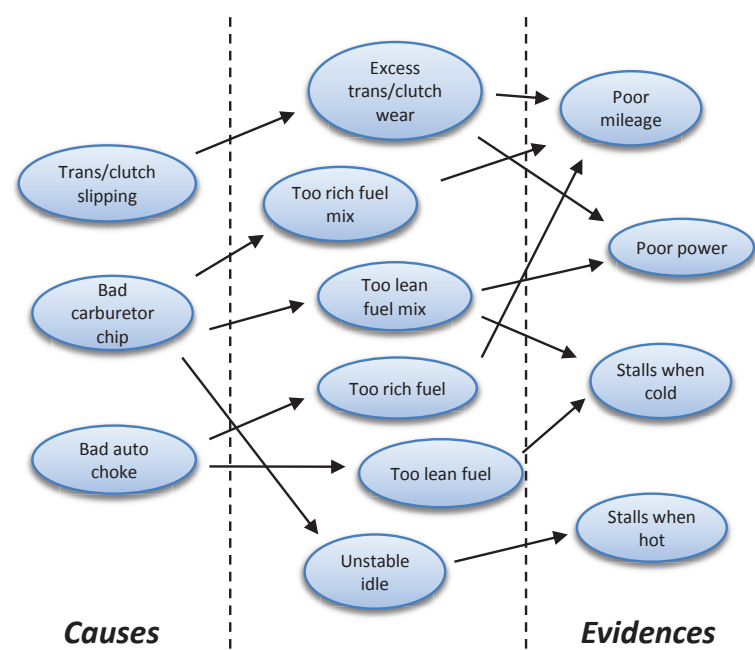 Excess
trans/clutch
wear
Poor
mileage
Trans/clutch
slipping
Too rich fuel
mix
Poor power
Bad
carburetor
chip
Too lean
fuel mix
Too rich fuel
Stalls when
cold
Bad auto
choke
Too lean fuel
Stalls when
hot
Unstable
idle
Causes
Evidences